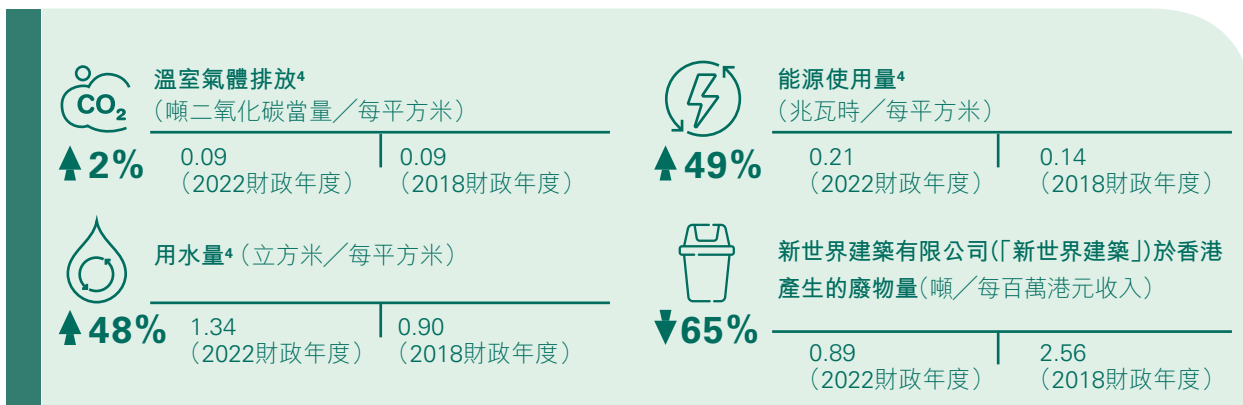 CO₂
溫室氣體排放⁴
（噸二氧化碳當量／每平方米）
2%
0.09
（2022財政年度）
0.09
（2018財政年度）
能源使用量⁴
（兆瓦時／每平方米）
49%
0.21
（2022財政年度）
0.14
（2018財政年度）
用水量⁴（立方米／每平方米）
48%
1.34
（2022財政年度）
0.90
（2018財政年度）
新世界建築有限公司(「新世界建築」)於香港
產生的廢物量(噸／每百萬港元收入）
65%
0.89
（2022財政年度）
2.56
（2018財政年度）